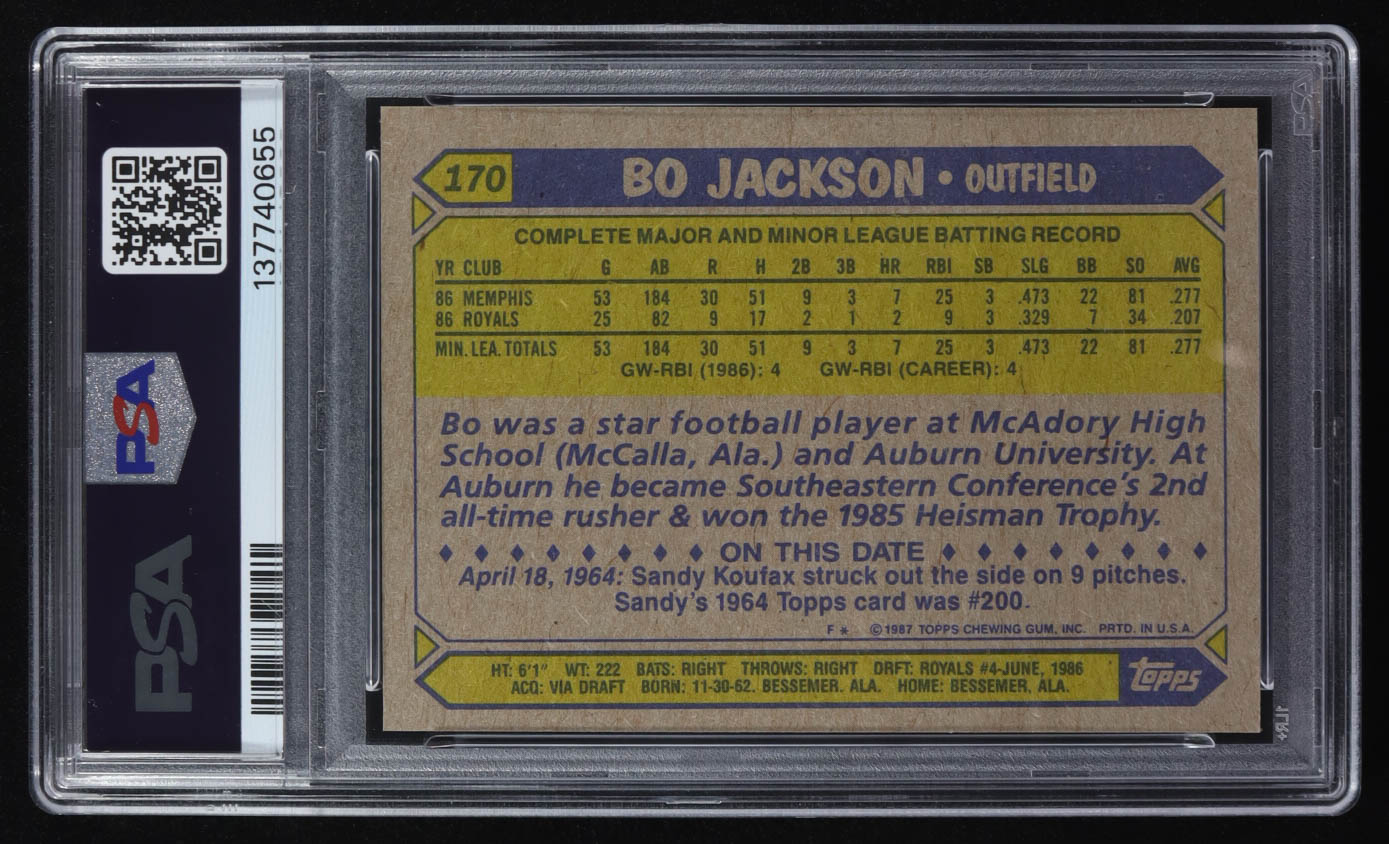 170 BO JACKSON • OUTFIELD
COMPLETE MAJOR AND MINOR LEAGUE BATTING RECORD
YR CLUB G AB R H 2B 3B HR RBI SB SLG BB SO AVG
86 MEMPHIS 53 184 30 51 9 3 7 25 3 .473 22 81 .277
86 ROYALS 25 82 9 17 2 1 2 9 3 .329 7 34 .207
MIN. LEA. TOTALS 53 184 30 51 9 3 7 25 3 .473 22 81 .277
GW-RBI (1986): 4 GW-RBI (CAREER): 4
Bo was a star football player at McAdory High
School (McCalla, Ala.) and Auburn University. At
Auburn he became Southeastern Conference's 2nd
all-time rusher & won the 1985 Heisman Trophy.
ON THIS DATE
April 18, 1964: Sandy Koufax struck out the side on 9 pitches.
Sandy's 1964 Topps card was #200.
F * ©1987 TOPPS CHEWING GUM, INC. PRTD. IN U.S.A.
HT: 6'1" WT: 222 BATS: RIGHT THROWS: RIGHT DRFT: ROYALS #4-JUNE, 1986
ACQ: VIA DRAFT BORN: 11-30-62, BESSEMER, ALA. HOME: BESSEMER, ALA.
topps
137740655
PSA
PSA
PSA